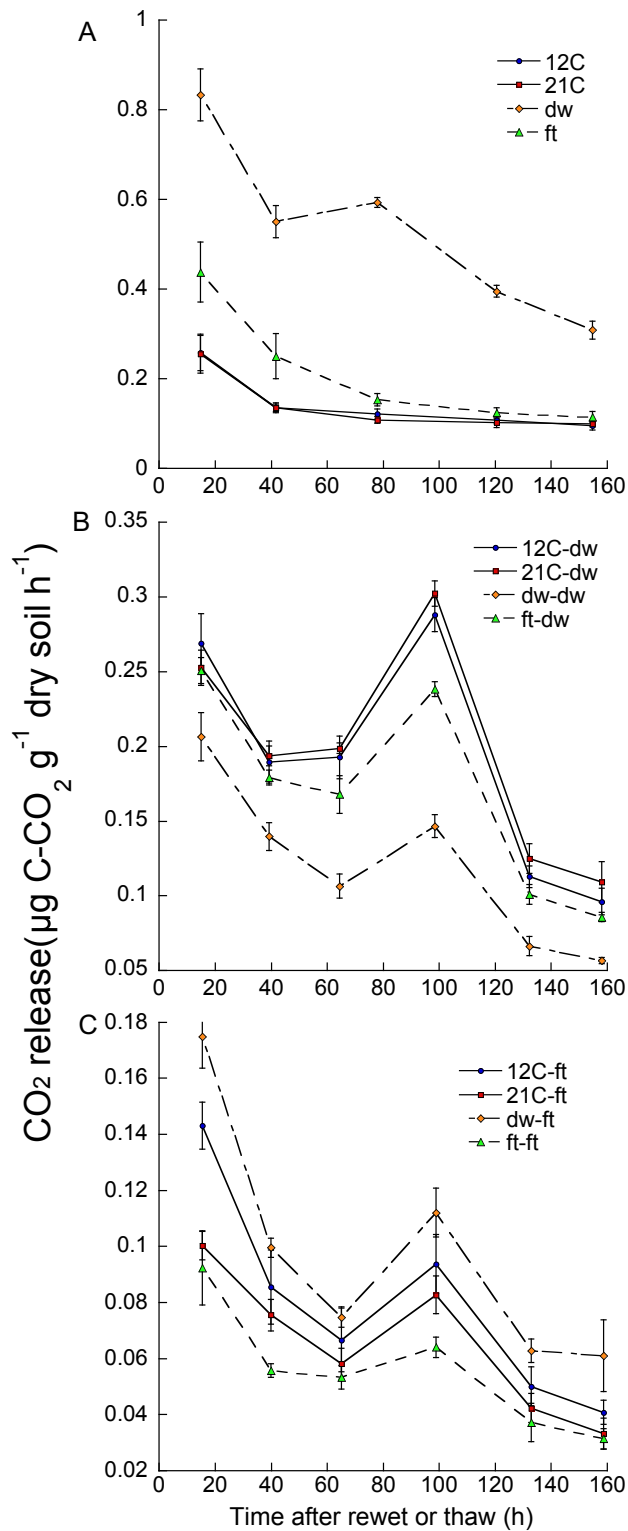 A
1
0.8
0.6
0.4
0.2
0
12C
21C
dw
ft
0 20 40 60 80 100 120 140 160
B
0.35
0.3
0.25
0.2
0.15
0.1
0.05
12C-dw
21C-dw
dw-dw
ft-dw
0 20 40 60 80 100 120 140 160
C
0.18
0.16
0.14
0.12
0.1
0.08
0.06
0.04
0.02
12C-ft
21C-ft
dw-ft
ft-ft
0 20 40 60 80 100 120 140 160
Time after rewet or thaw (h)
CO₂ release(µg C-CO₂ g⁻¹ dry soil h⁻¹)